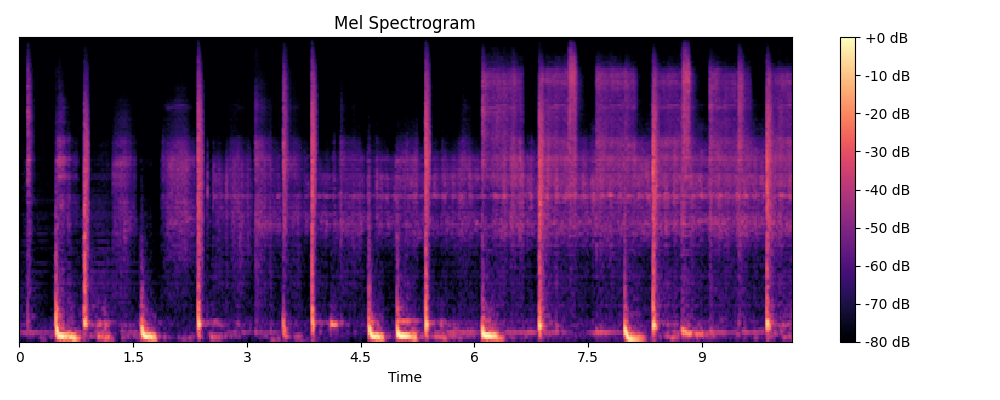 Mel Spectrogram
+0 dB
-10 dB
-20 dB
-30 dB
-40 dB
-50 dB
-60 dB
-70 dB
-80 dB
0 1.5 3 4.5 6 7.5 9
Time